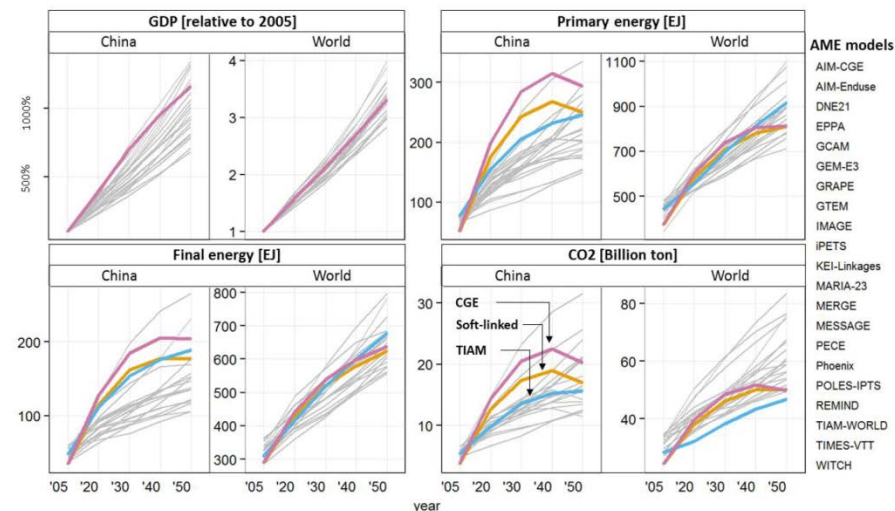 GDP [relative to 2005]
China
World
1000%
500%
4
3
2
1
Primary energy [EJ]
China
World
300
200
100
1100
900
700
500
Final energy [EJ]
China
World
200
100
800
700
600
500
400
300
'05 '20 '30 '40 '50
'05 '20 '30 '40 '50
CO2 [Billion ton]
China
World
30
20
10
CGE
Soft-linked
TIAM
80
60
40
'05 '20 '30 '40 '50
'05 '20 '30 '40 '50
year
AME models
AIM-CGE
AIM-Enduse
DNE21
EPPA
GCAM
GEM-E3
GRAPE
GTEM
IMAGE
iPETS
KEI-Linkages
MARIA-23
MERGE
MESSAGE
PECE
Phoenix
POLES-IPTS
REMIND
TIAM-WORLD
TIMES-VTT
WITCH